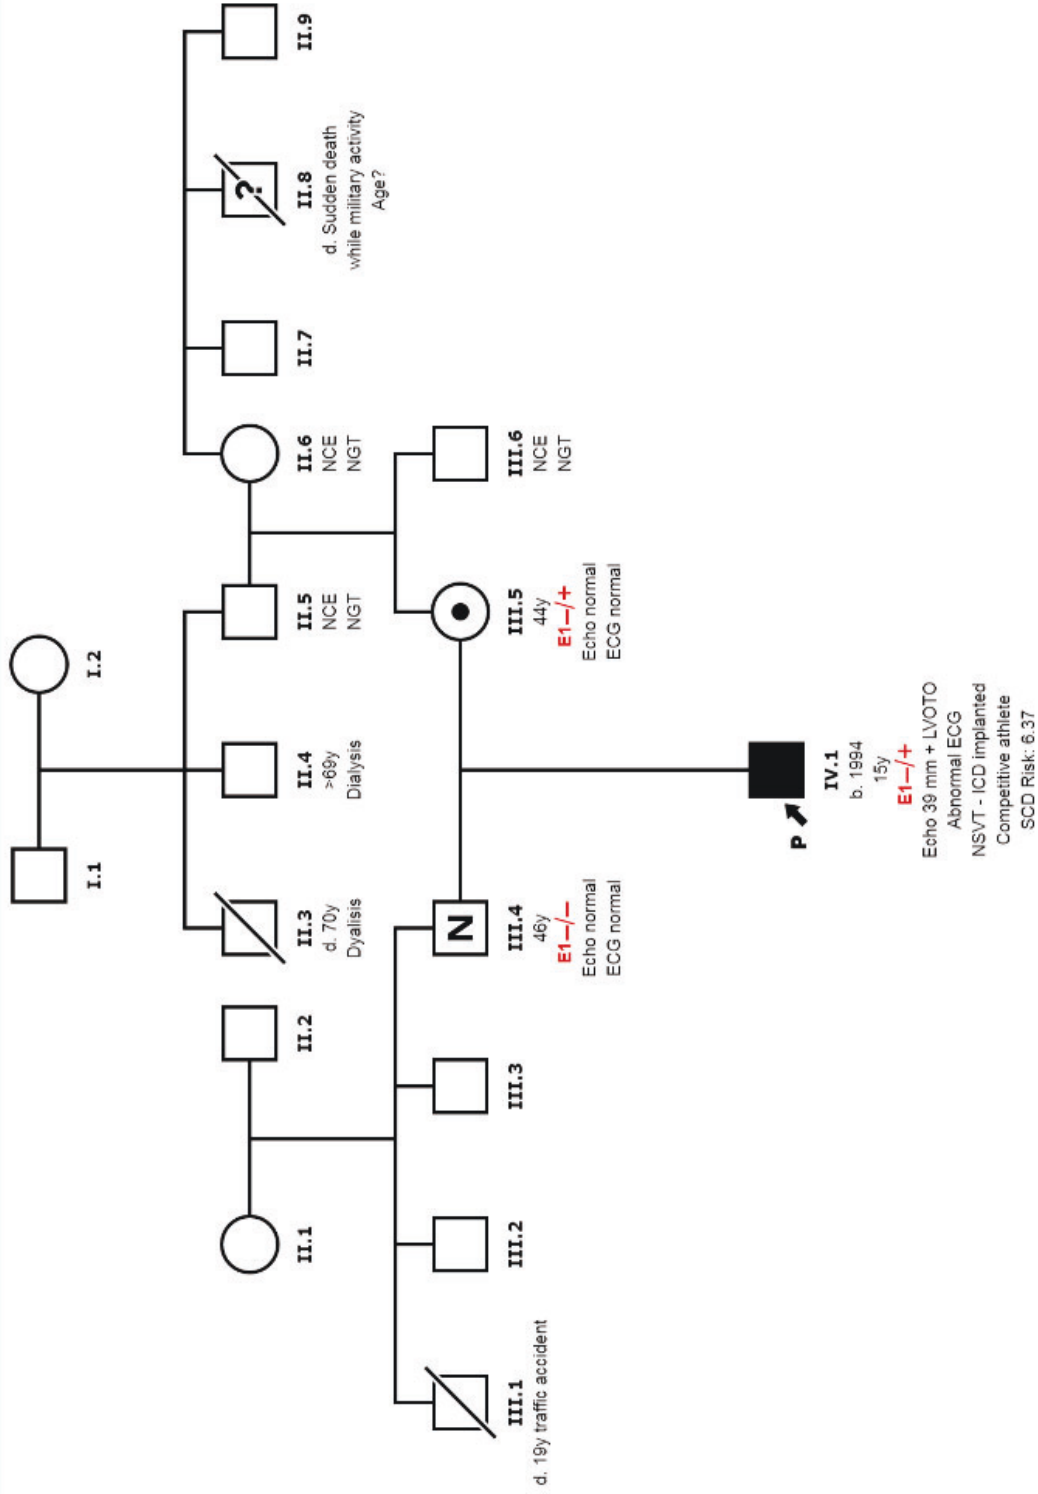 I.1
I.2
II.1
II.2
II.3
d. 70y
Dyalisis
II.4
>69y
Dialysis
II.5
NCE
NGT
II.6
NCE
NGT
II.7
?
II.8
d. Sudden death
while military activity
Age?
II.9
III.1
d. 19y traffic accident
III.2
III.3
N
III.4
46y
E1–/–
Echo normal
ECG normal
III.5
44y
E1–/+
Echo normal
ECG normal
III.6
NCE
NGT
P
IV.1
b. 1994
15y
E1–/+
Echo 39 mm + LVOTO
Abnormal ECG
NSVT - ICD implanted
Competitive athlete
SCD Risk: 6.37